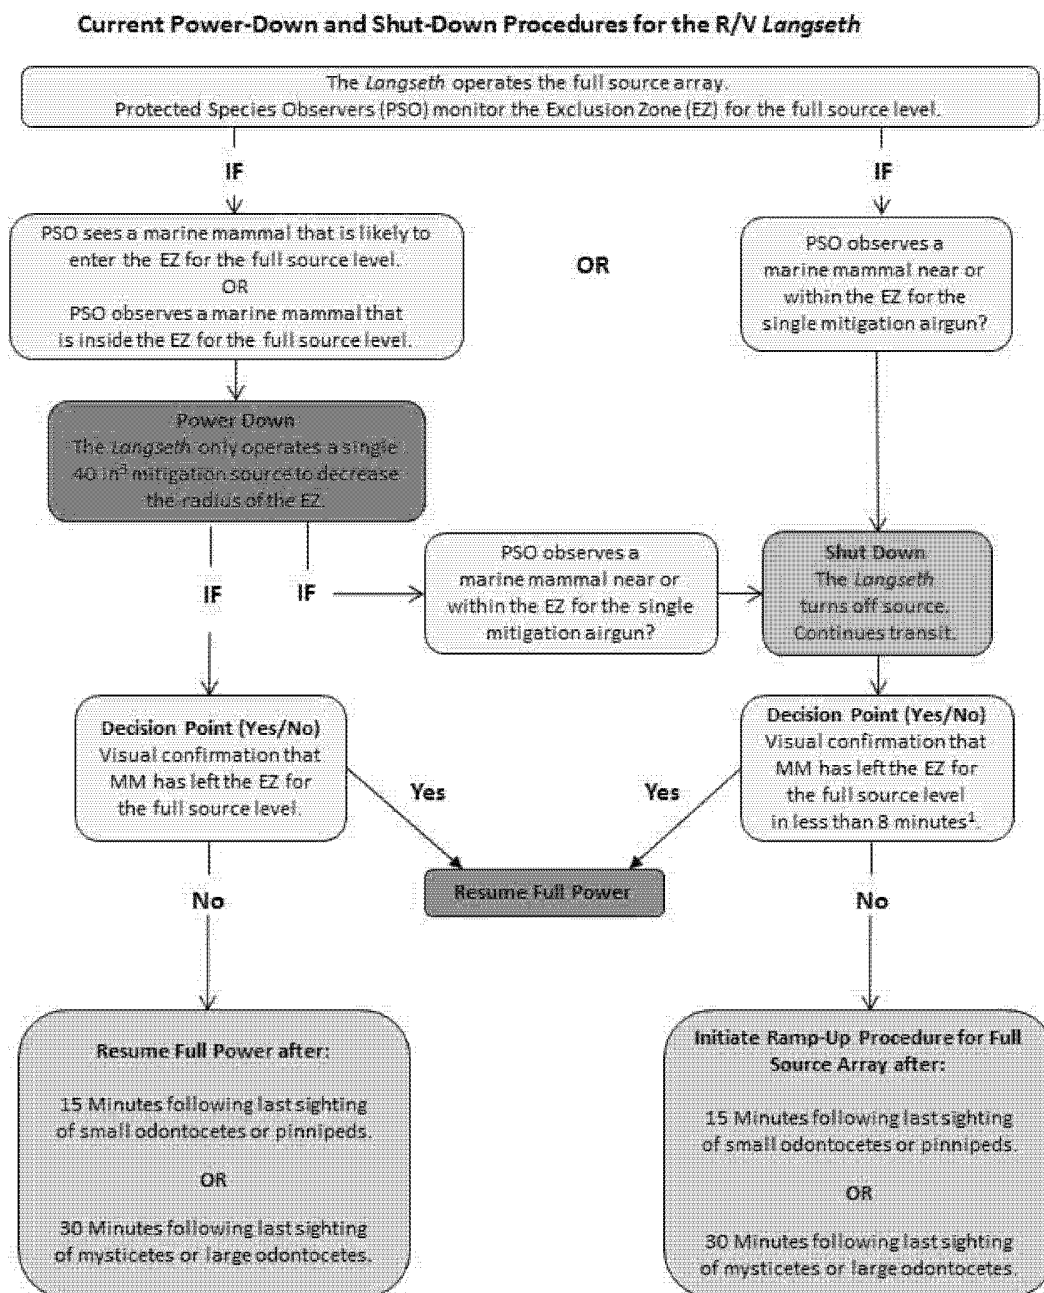 Current Power-Down and Shut-Down Procedures for the R/V Langseth
The Langseth operates the full source array.
Protected Species Observers (PSO) monitor the Exclusion Zone (EZ) for the full source level.
IF
IF
PSO sees a marine mammal that is likely to
enter the EZ for the full source level.
OR
PSO observes a marine mammal that
is inside the EZ for the full source level.
OR
PSO observes a
marine mammal near or
within the EZ for the
single mitigation airgun?
Power Down
The Langseth only operates a single
40 in³ mitigation source to decrease
the radius of the EZ.
IF
IF
PSO observes a
marine mammal near or
within the EZ for the single
mitigation airgun?
Shut Down
The Langseth
turns off source.
Continues transit.
Decision Point (Yes/No)
Visual confirmation that
MM has left the EZ for
the full source level.
Yes
Yes
Decision Point (Yes/No)
Visual confirmation that
MM has left the EZ for
the full source level
in less than 8 minutes¹.
Resume Full Power
No
No
Resume Full Power after:
15 Minutes following last sighting
of small odontocetes or pinnipeds.
OR
30 Minutes following last sighting
of mysticetes or large odontocetes.
Initiate Ramp-Up Procedure for Full
Source Array after:
15 Minutes following last sighting
of small odontocetes or pinnipeds.
OR
30 Minutes following last sighting
of mysticetes or large odontocetes.